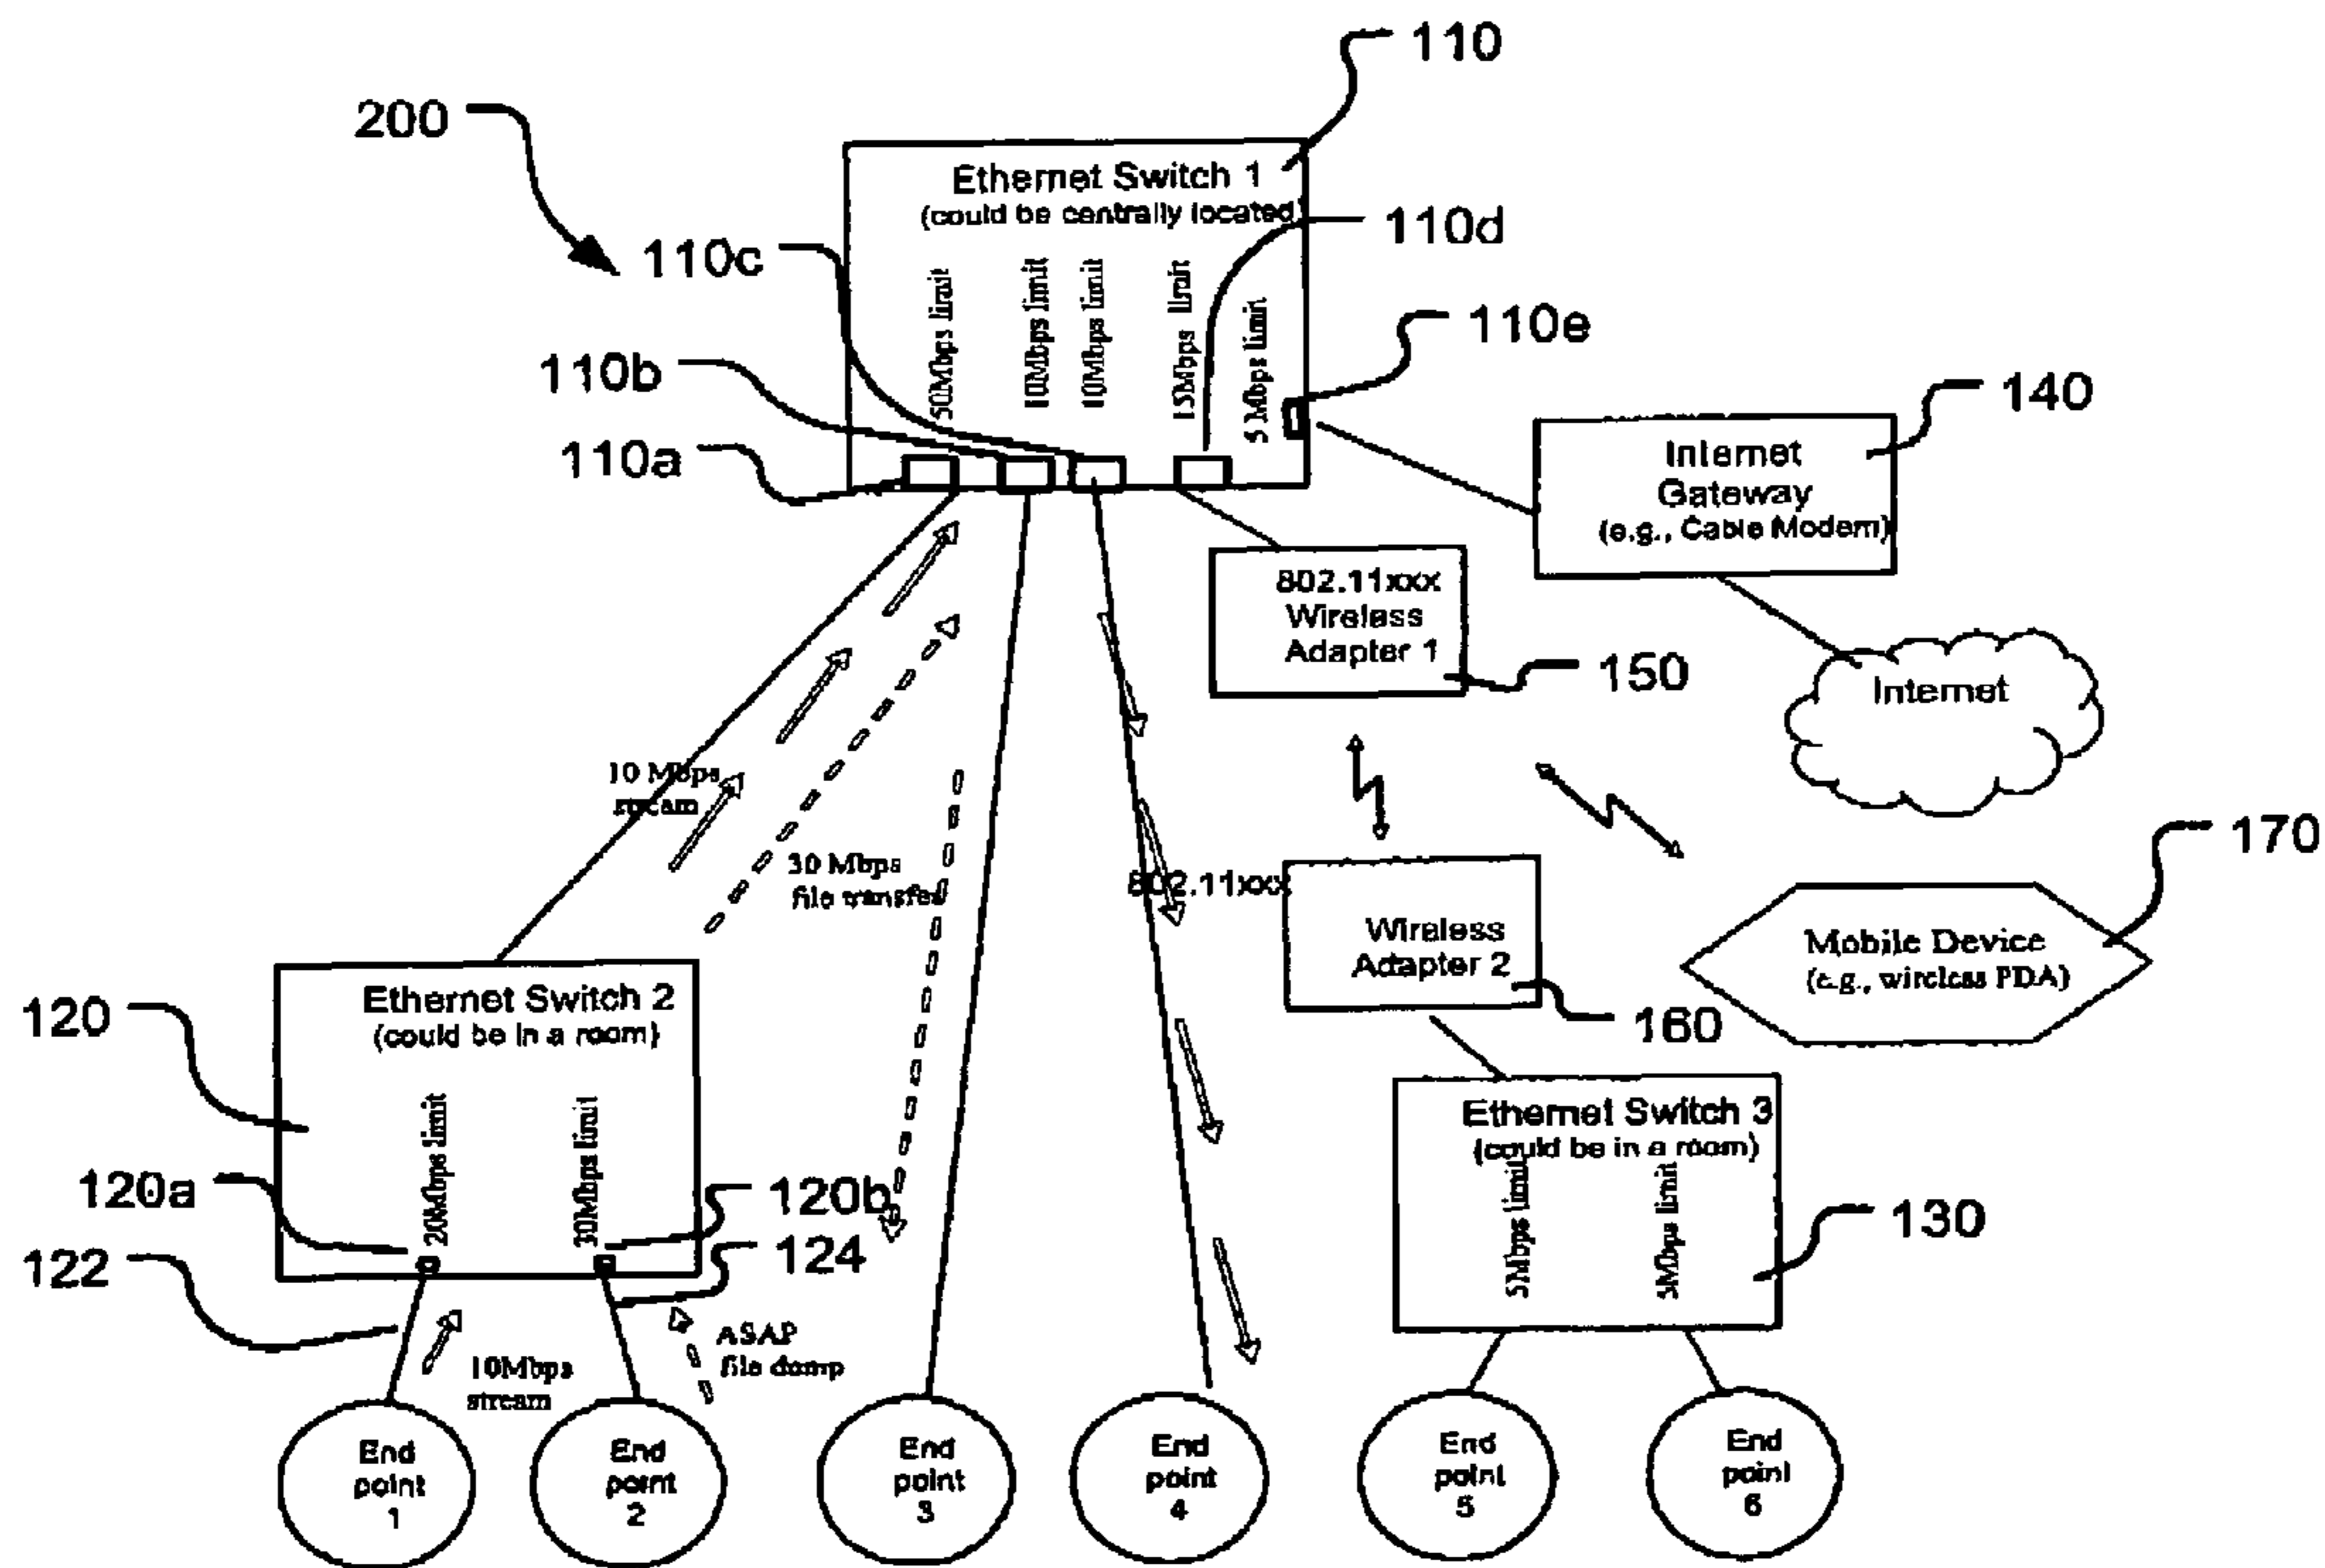 110
200
Ethernet Switch 1
(could be centrally located)
110c
110d
50Mbps limit
10Mbps limit
10Mbps limit
15Mbps limit
5 Mbps limit
110e
110b
110a
140
Internet
Gateway
(e.g., Cable Modem)
802.11xxx
Wireless
Adapter 1
150
Internet
10 Mbps
stream
30 Mbps
file transfer
802.11xxx
Wireless
Adapter 2
160
170
Mobile Device
(e.g., wireless PDA)
120
Ethernet Switch 2
(could be in a room)
20Mbps limit
30Mbps limit
120a
120b
122
124
Ethernet Switch 3
(could be in a room)
5Mbps limit
5Mbps limit
130
10Mbps
stream
ASAP
file dump
End
point
1
End
point
2
End
point
3
End
point
4
End
point
5
End
point
6